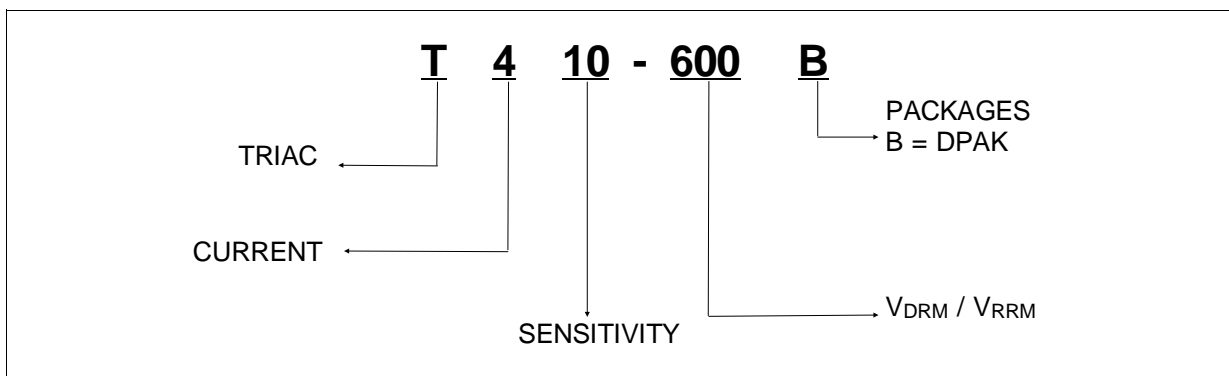 T 4 10 - 600 B
PACKAGES
B = DPAK
TRIAC
CURRENT
VDRM / VRRM
SENSITIVITY